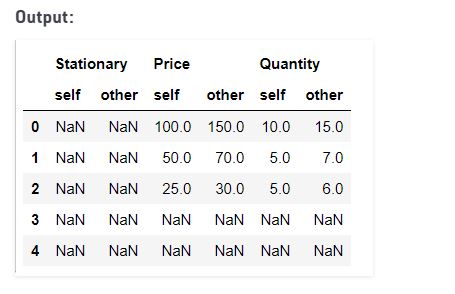 Output:
Stationary Price Quantity
self other self other self other
0 NaN NaN 100.0 150.0 10.0 15.0
1 NaN NaN 50.0 70.0 5.0 7.0
2 NaN NaN 25.0 30.0 5.0 6.0
3 NaN NaN NaN NaN NaN NaN
4 NaN NaN NaN NaN NaN NaN